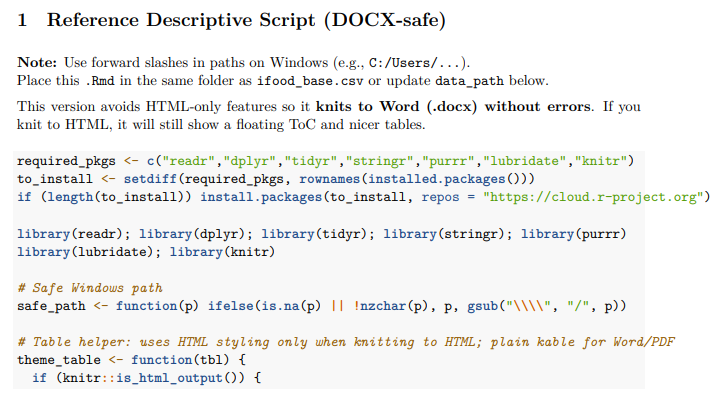 1 Reference Descriptive Script (DOCX-safe)
Note: Use forward slashes in paths on Windows (e.g., C:/Users/...).
Place this .Rmd in the same folder as ifood_base.csv or update data_path below.
This version avoids HTML-only features so it knits to Word (.docx) without errors. If you
knit to HTML, it will still show a floating ToC and nicer tables.
required_pkgs <- c("readr","dplyr","tidyr","stringr","purrr","lubridate","knitr")
to_install <- setdiff(required_pkgs, rownames(installed.packages()))
if (length(to_install)) install.packages(to_install, repos = "https://cloud.r-project.org")
library(readr); library(dplyr); library(tidyr); library(stringr); library(purrr)
library(lubridate); library(knitr)
# Safe Windows path
safe_path <- function(p) ifelse(is.na(p) || !nzchar(p), p, gsub("\\\\", "/", p))
# Table helper: uses HTML styling only when knitting to HTML; plain kable for Word/PDF
theme_table <- function(tbl) {
  if (knitr::is_html_output()) {